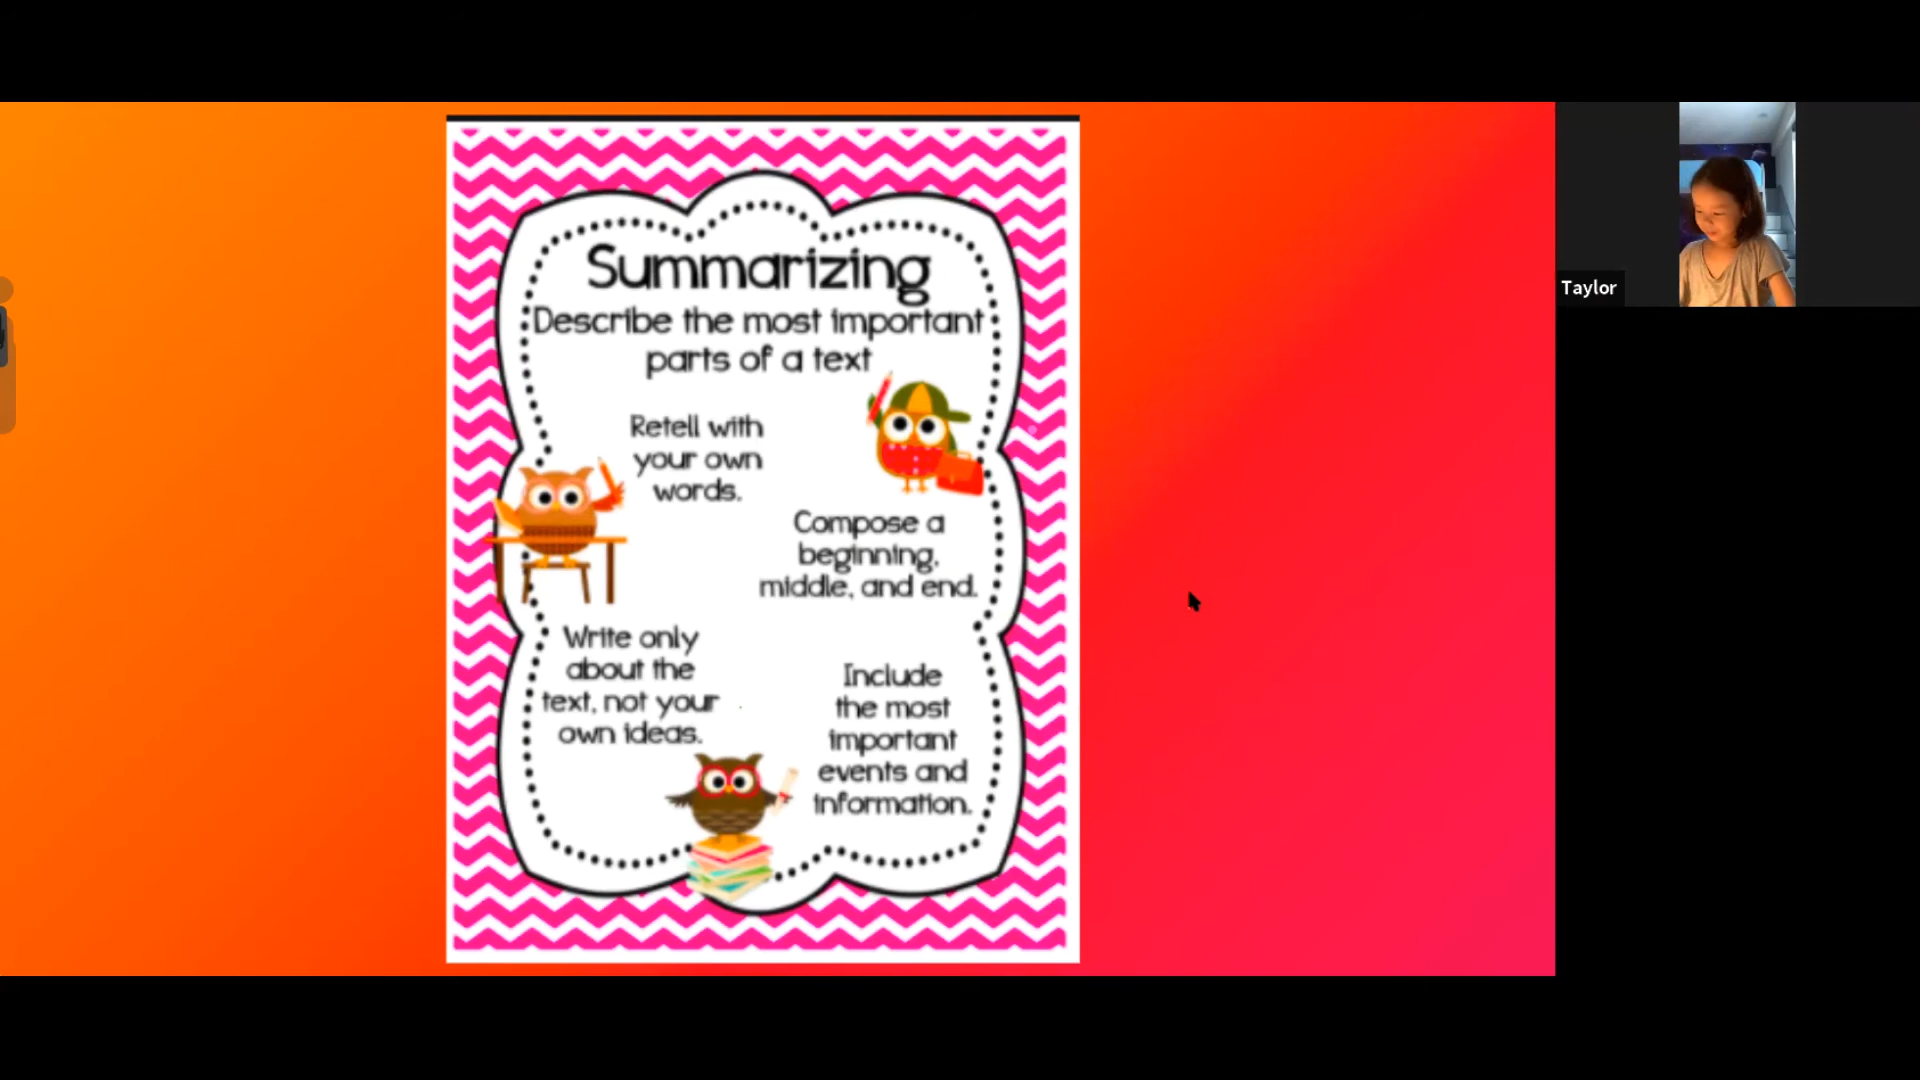 Summarizing
Describe the most important
parts of a text
Retell with
your own
words.
Compose a
beginning,
middle, and end.
Write only
about the
text, not your
own ideas.
Include
the most
important
events and
information.
Taylor